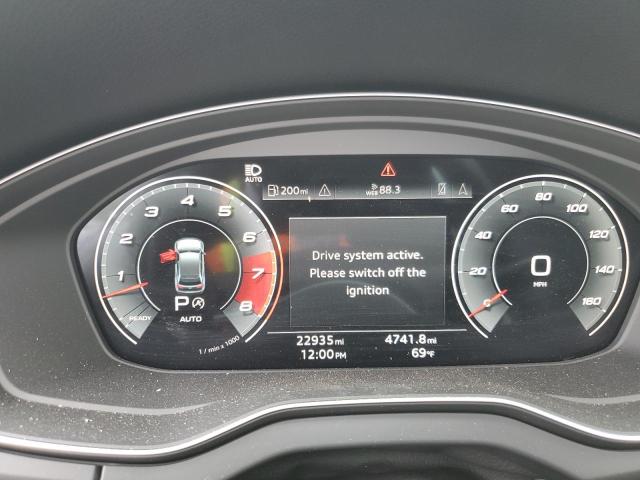 AUTO
200mi
WEB 88.3
1 2 3 4 5 6 7 8
READY
P
AUTO
1 / min x 1000
Drive system active.
Please switch off the
ignition
0 20 40 60 80 100 120 140 160
0
MPH
22935mi 4741.8mi
12:00PM 69°F